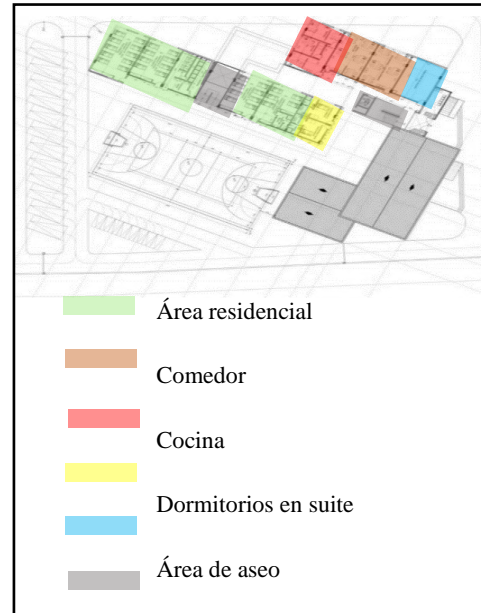 Área residencial
Comedor
Cocina
Dormitorios en suite
Área de aseo